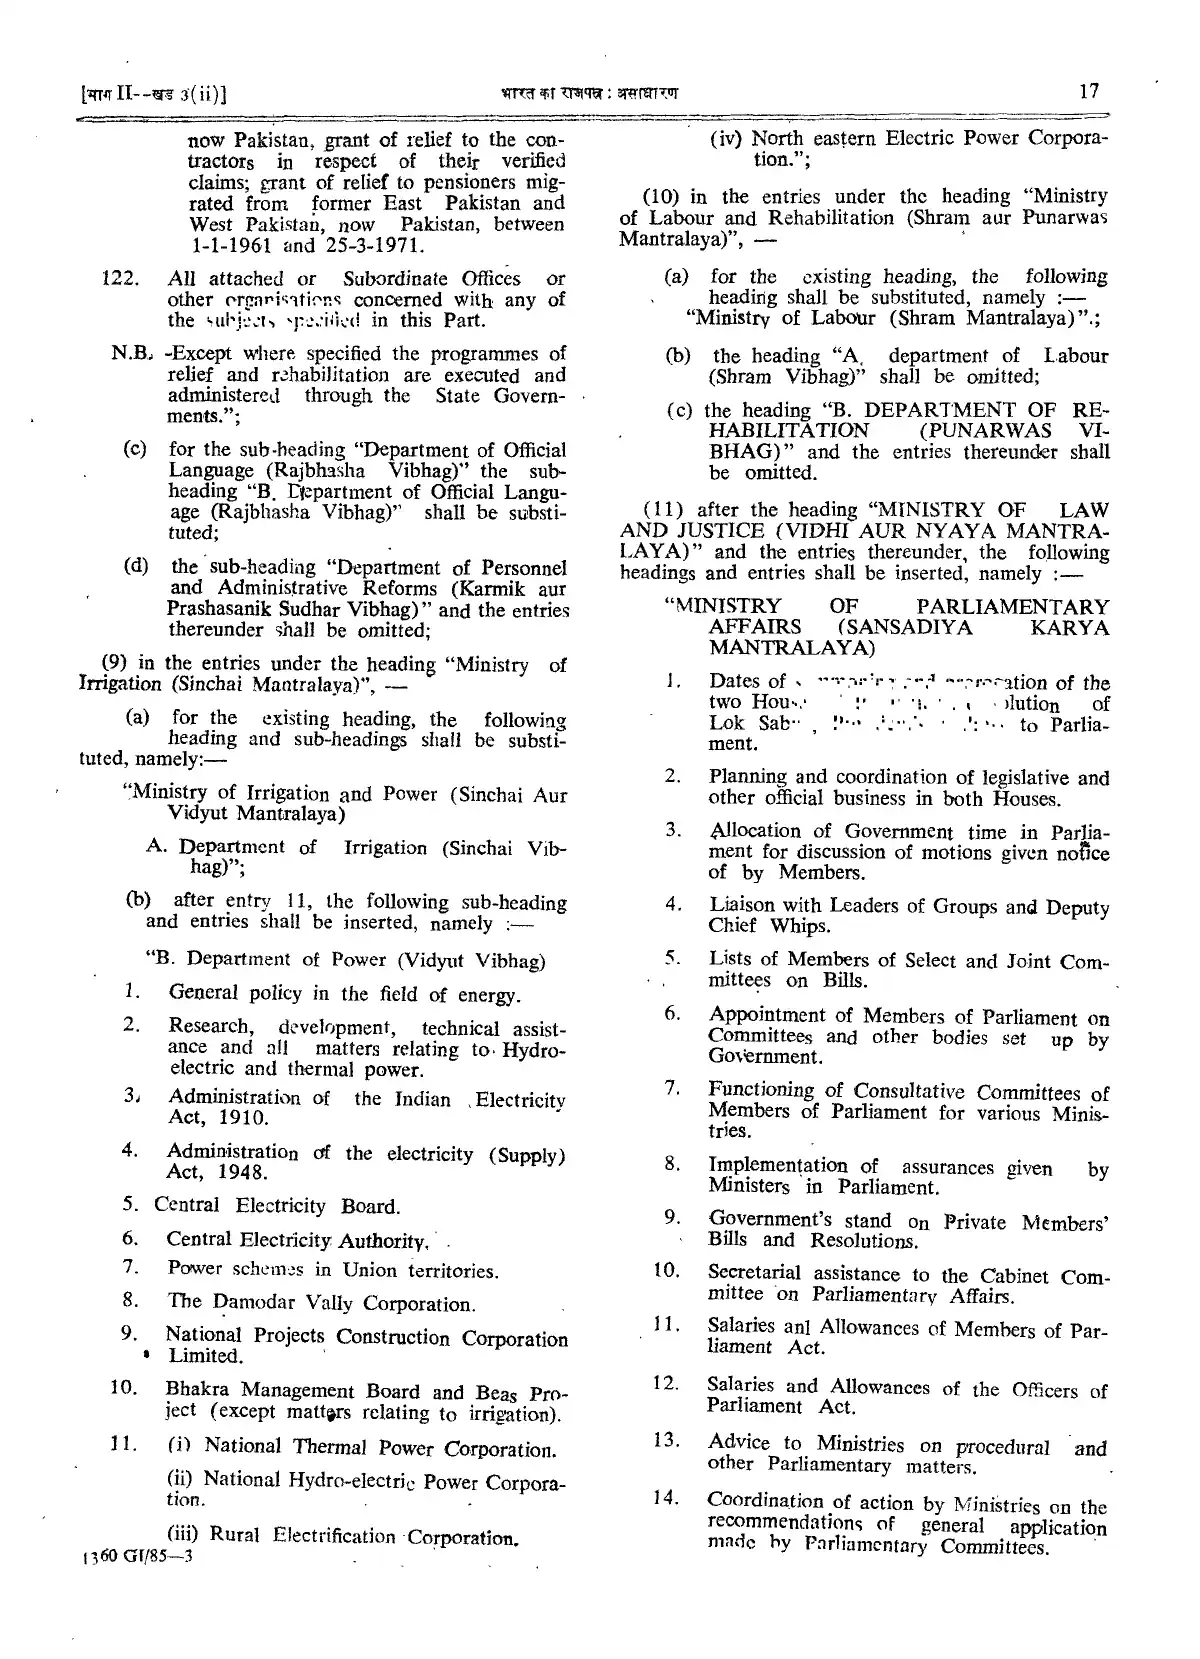 [भाग II--खंड 3(ii)]
भारत का राजपत्र : असाधारण
17
now Pakistan, grant of relief to the con-
tractors in respect of their verified
claims; grant of relief to pensioners mig-
rated from former East Pakistan and
West Pakistan, now Pakistan, between
1-1-1961 and 25-3-1971.
122. All attached or Subordinate Offices or
other organisations concerned with any of
the subjects specified in this Part.
N.B. -Except where specified the programmes of
relief and rehabilitation are executed and
administered through the State Govern-
ments.";
(c) for the sub-heading "Department of Official
Language (Rajbhasha Vibhag)" the sub-
heading "B. Department of Official Langu-
age (Rajbhasha Vibhag)" shall be substi-
tuted;
(d) the sub-heading "Department of Personnel
and Administrative Reforms (Karmik aur
Prashasanik Sudhar Vibhag)" and the entries
thereunder shall be omitted;
(9) in the entries under the heading "Ministry of
Irrigation (Sinchai Mantralaya)", —
(a) for the existing heading, the following
heading and sub-headings shall be substi-
tuted, namely:—
"Ministry of Irrigation and Power (Sinchai Aur
Vidyut Mantralaya)
A. Department of Irrigation (Sinchai Vib-
hag)";
(b) after entry 11, the following sub-heading
and entries shall be inserted, namely :—
"B. Department of Power (Vidyut Vibhag)
1. General policy in the field of energy.
2. Research, development, technical assist-
ance and all matters relating to Hydro-
electric and thermal power.
3. Administration of the Indian Electricity
Act, 1910.
4. Administration of the electricity (Supply)
Act, 1948.
5. Central Electricity Board.
6. Central Electricity Authority.
7. Power schemes in Union territories.
8. The Damodar Vally Corporation.
9. National Projects Construction Corporation
Limited.
10. Bhakra Management Board and Beas Pro-
ject (except matters relating to irrigation).
11. (i) National Thermal Power Corporation.
(ii) National Hydro-electric Power Corpora-
tion.
(iii) Rural Electrification Corporation.
1360 GI/85—3
(iv) North eastern Electric Power Corpora-
tion.";
(10) in the entries under the heading "Ministry
of Labour and Rehabilitation (Shram aur Punarwas
Mantralaya)", —
(a) for the existing heading, the following
heading shall be substituted, namely :—
"Ministry of Labour (Shram Mantralaya)".;
(b) the heading "A. department of Labour
(Shram Vibhag)" shall be omitted;
(c) the heading "B. DEPARTMENT OF RE-
HABILITATION (PUNARWAS VI-
BHAG)" and the entries thereunder shall
be omitted.
(11) after the heading "MINISTRY OF LAW
AND JUSTICE (VIDHI AUR NYAYA MANTRA-
LAYA)" and the entries thereunder, the following
headings and entries shall be inserted, namely :—
"MINISTRY OF PARLIAMENTARY
AFFAIRS (SANSADIYA KARYA
MANTRALAYA)
1. Dates of of the
two of
Lok to Parlia-
ment.
2. Planning and coordination of legislative and
other official business in both Houses.
3. Allocation of Government time in Parlia-
ment for discussion of motions given notice
of by Members.
4. Liaison with Leaders of Groups and Deputy
Chief Whips.
5. Lists of Members of Select and Joint Com-
mittees on Bills.
6. Appointment of Members of Parliament on
Committees and other bodies set up by
Government.
7. Functioning of Consultative Committees of
Members of Parliament for various Minis-
tries.
8. Implementation of assurances given by
Ministers in Parliament.
9. Government's stand on Private Members'
Bills and Resolutions.
10. Secretarial assistance to the Cabinet Com-
mittee on Parliamentary Affairs.
11. Salaries anl Allowances of Members of Par-
liament Act.
12. Salaries and Allowances of the Officers of
Parliament Act.
13. Advice to Ministries on procedural and
other Parliamentary matters.
14. Coordination of action by Ministries on the
recommendations of general application
made by Parliamentary Committees.